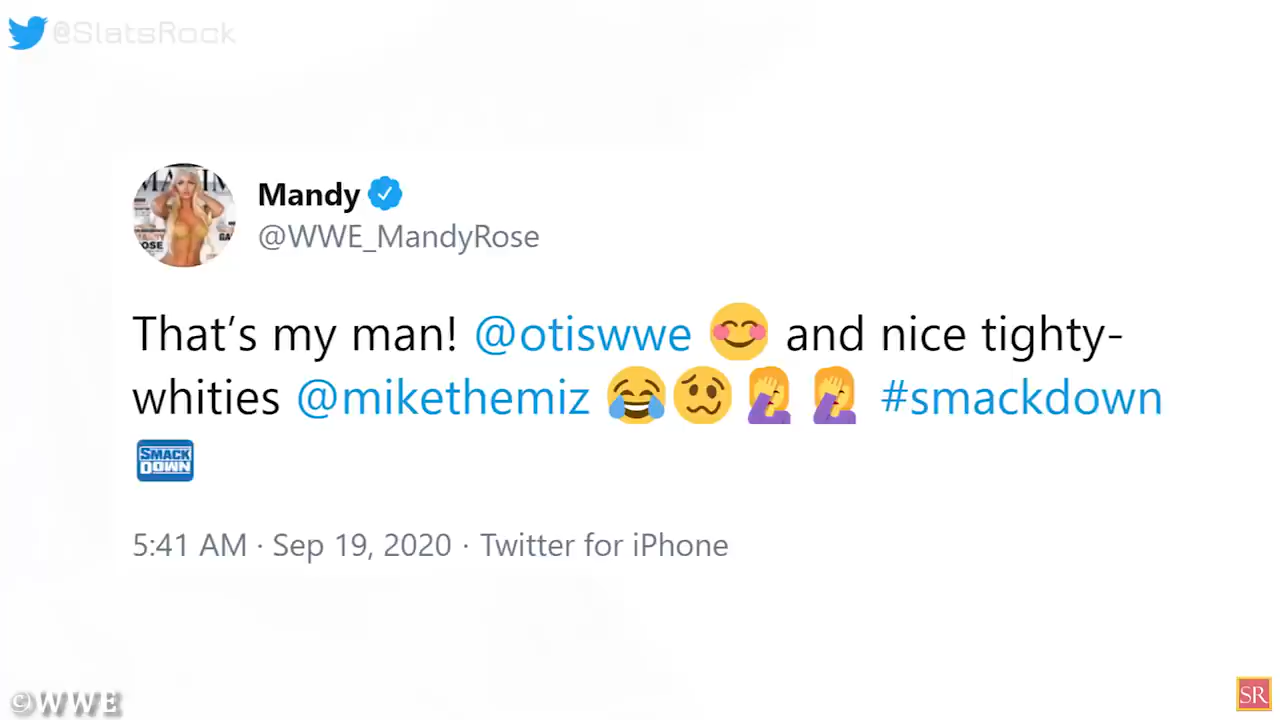 @SlatsRock
Mandy
@WWE_MandyRose
That's my man! @otiswwe 😊 and nice tighty-
whities @mikethemiz 😂🥴🤦‍♀️🤦‍♀️ #smackdown
SMACK
DOWN
5:41 AM · Sep 19, 2020 · Twitter for iPhone
©WWE
SR